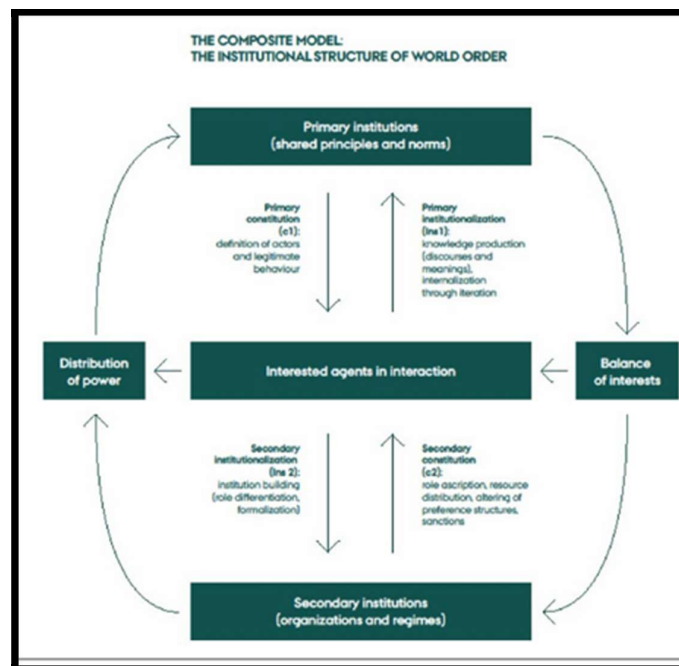 THE COMPOSITE MODEL:
THE INSTITUTIONAL STRUCTURE OF WORLD ORDER
Primary institutions
(shared principles and norms)
Primary
constitution
(c1):
definition of actors
and legitimate
behaviour
Primary
institutionalization
(Ins1):
knowledge production
(discourses and
meanings),
internalization
through iteration
Distribution
of power
Interested agents in interaction
Balance
of interests
Secondary
institutionalization
(Ins 2):
institution building
(role differentiation,
formalization)
Secondary
constitution
(c2):
role ascription, resource
distribution, altering of
preference structures,
sanctions
Secondary institutions
(organizations and regimes)